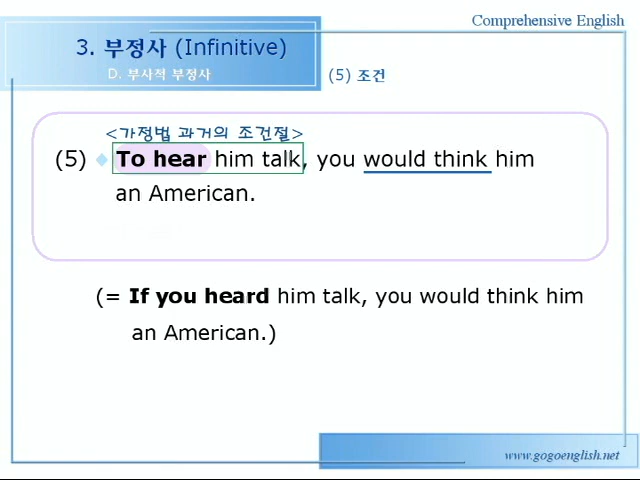 Comprehensive English
3. 부정사 (Infinitive)
D. 부사적 부정사
(5) 조건
<가정법 과거의 조건절>
(5) To hear him talk, you would think him
an American.
(= If you heard him talk, you would think him
an American.)
www.gogoenglish.net